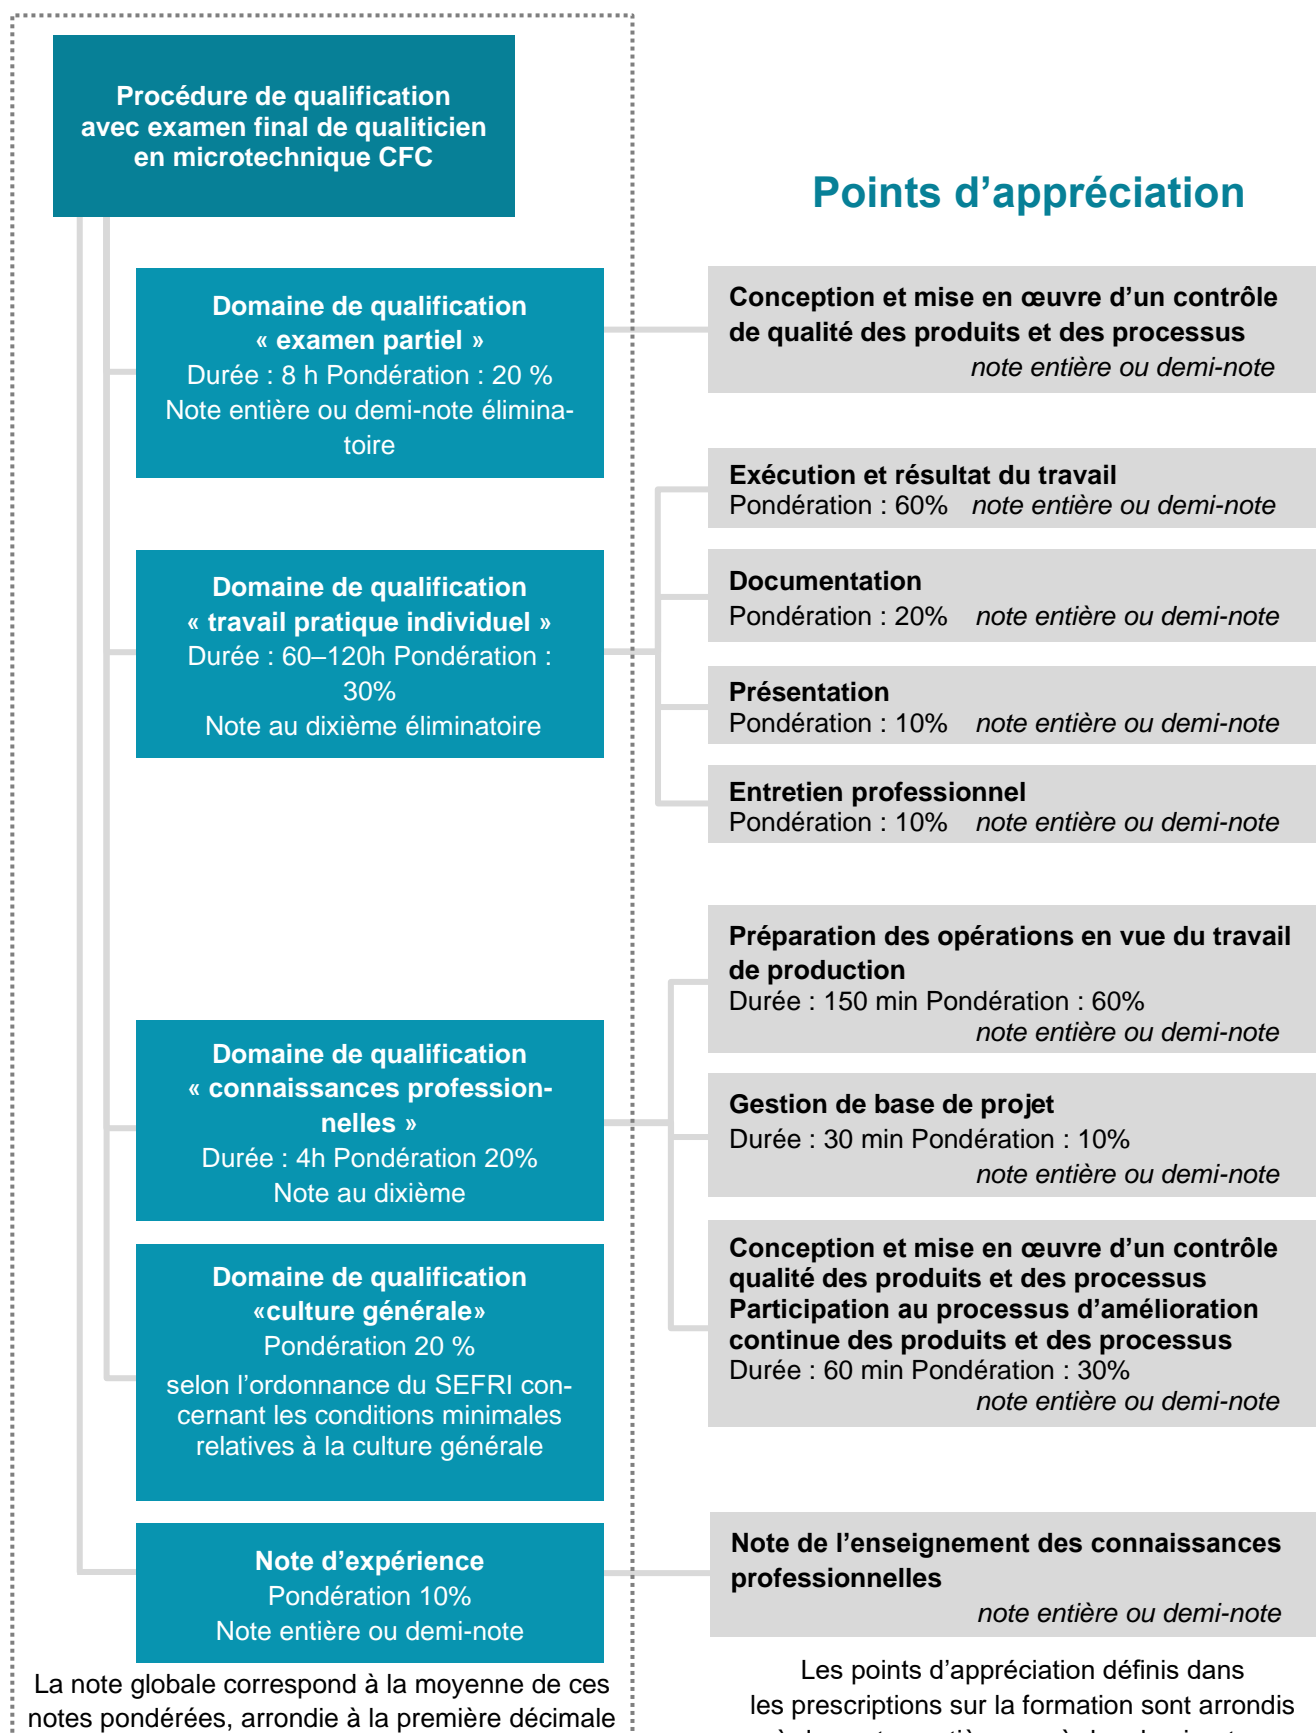 Procédure de qualification
avec examen final de qualiticien
en microtechnique CFC
Points d’appréciation
Domaine de qualification
« examen partiel »
Durée : 8 h Pondération : 20 %
Note entière ou demi-note élimina-
toire
Conception et mise en œuvre d’un contrôle
de qualité des produits et des processus
note entière ou demi-note
Domaine de qualification
« travail pratique individuel »
Durée : 60–120h Pondération :
30%
Note au dixième éliminatoire
Exécution et résultat du travail
Pondération : 60% note entière ou demi-note
Documentation
Pondération : 20% note entière ou demi-note
Présentation
Pondération : 10% note entière ou demi-note
Entretien professionnel
Pondération : 10% note entière ou demi-note
Domaine de qualification
« connaissances profession-
nelles »
Durée : 4h Pondération 20%
Note au dixième
Préparation des opérations en vue du travail
de production
Durée : 150 min Pondération : 60%
note entière ou demi-note
Gestion de base de projet
Durée : 30 min Pondération : 10%
note entière ou demi-note
Conception et mise en œuvre d’un contrôle
qualité des produits et des processus
Participation au processus d’amélioration
continue des produits et des processus
Durée : 60 min Pondération : 30%
note entière ou demi-note
Domaine de qualification
«culture générale»
Pondération 20 %
selon l’ordonnance du SEFRI con-
cernant les conditions minimales
relatives à la culture générale
Note d’expérience
Pondération 10%
Note entière ou demi-note
Note de l’enseignement des connaissances
professionnelles
note entière ou demi-note
La note globale correspond à la moyenne de ces
notes pondérées, arrondie à la première décimale
Les points d’appréciation définis dans
les prescriptions sur la formation sont arrondis